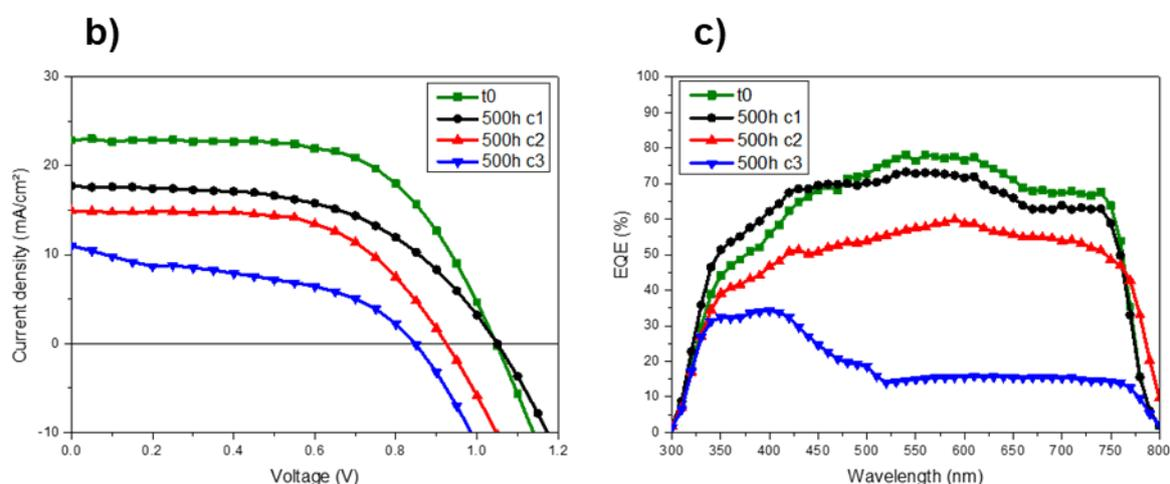 b)
30
20
10
0
-10
Current density (mA/cm²)
0.0 0.2 0.4 0.6 0.8 1.0 1.2
Voltage (V)
t0
500h c1
500h c2
500h c3
c)
100
90
80
70
60
50
40
30
20
10
0
EQE (%)
300 350 400 450 500 550 600 650 700 750 800
Wavelength (nm)
t0
500h c1
500h c2
500h c3